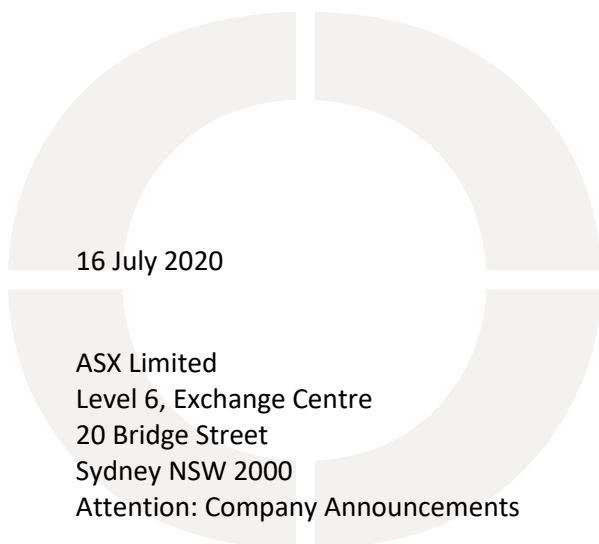 16 July 2020
ASX Limited
Level 6, Exchange Centre
20 Bridge Street
Sydney NSW 2000
Attention: Company Announcements